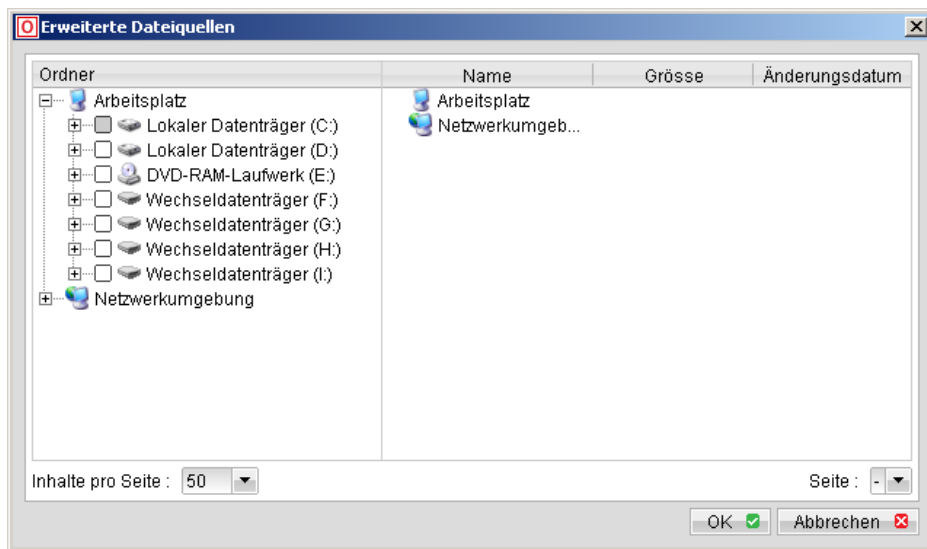 Erweiterte Dateiquellen
Ordner
Name Grösse Änderungsdatum
Arbeitsplatz
Lokaler Datenträger (C:)
Lokaler Datenträger (D:)
DVD-RAM-Laufwerk (E:)
Wechseldatenträger (F:)
Wechseldatenträger (G:)
Wechseldatenträger (H:)
Wechseldatenträger (I:)
Netzwerkumgebung
Arbeitsplatz
Netzwerkumgeb...
Inhalte pro Seite : 50
Seite : -
OK Abbrechen